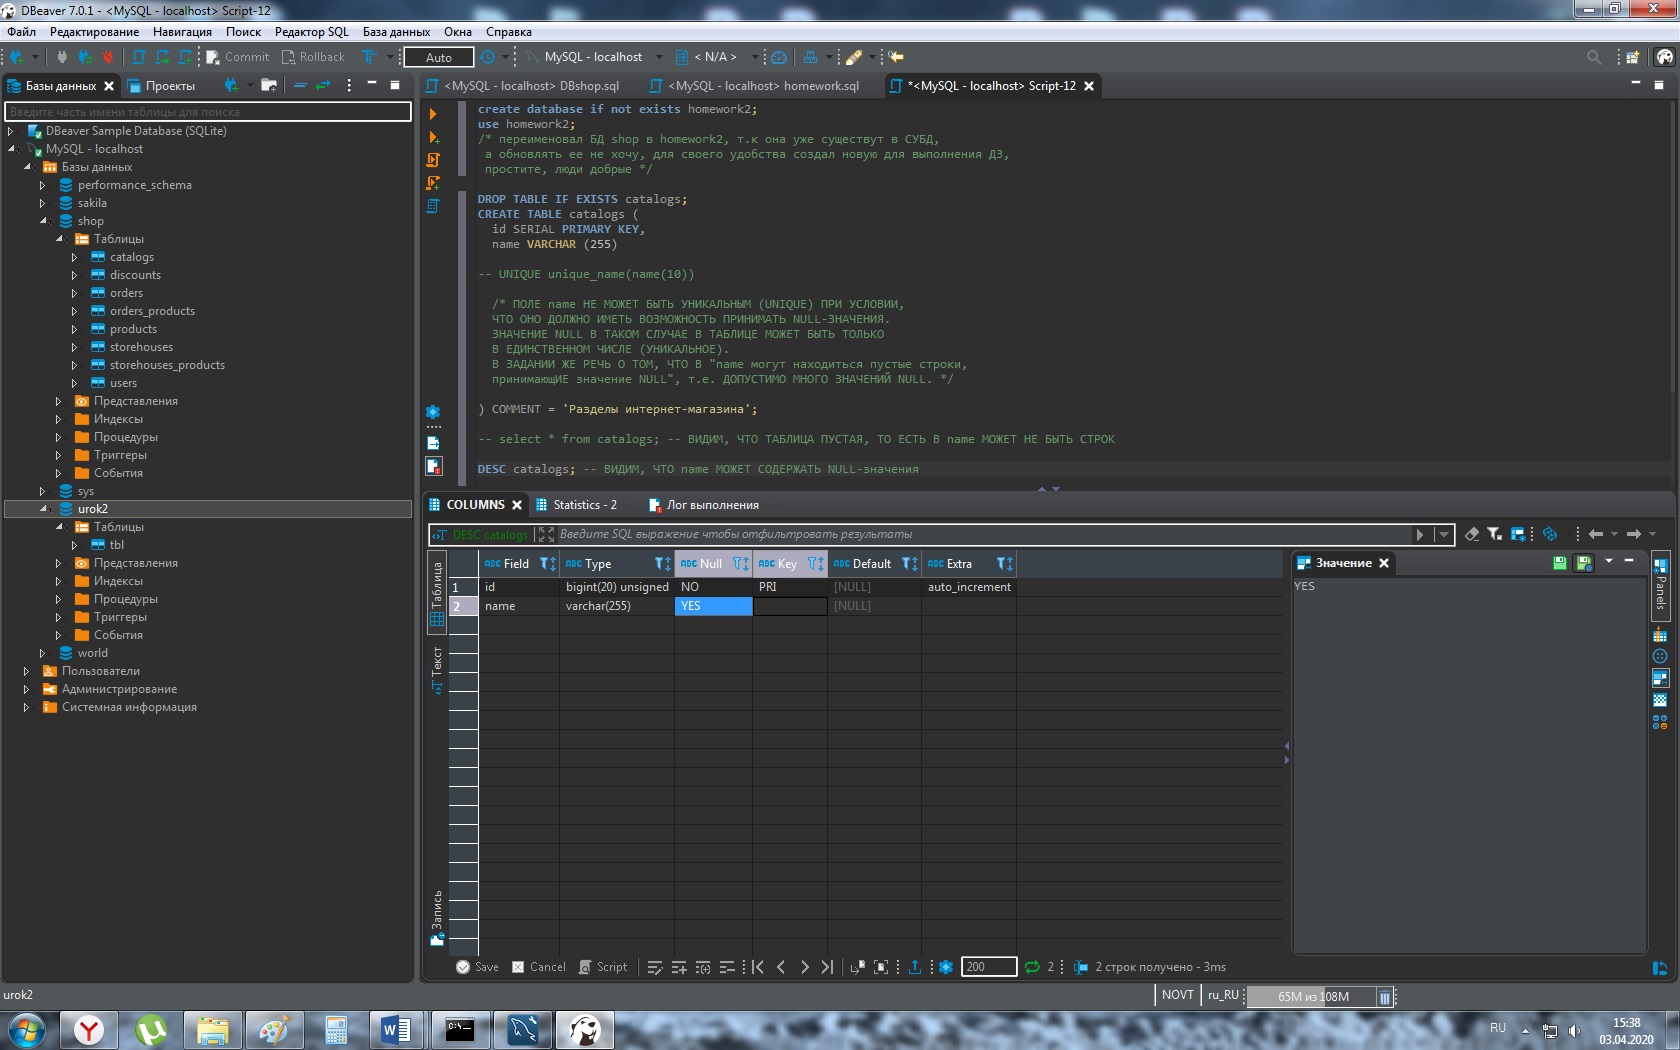 DBeaver 7.0.1 - <MySQL - localhost> Script-12
Файл Редактирование Навигация Поиск Редактор SQL База данных Окна Справка
Commit Rollback Auto MySQL - localhost < N/A >
Базы данных Проекты
Введите часть имени таблицы для поиска
DBeaver Sample Database (SQLite)
MySQL - localhost
Базы данных
performance_schema
sakila
shop
Таблицы
catalogs
discounts
orders
orders_products
products
storehouses
storehouses_products
users
Представления
Индексы
Процедуры
Триггеры
События
sys
urok2
Таблицы
tbl
Представления
Индексы
Процедуры
Триггеры
События
world
Пользователи
Администрирование
Системная информация
<MySQL - localhost> DBshop.sql <MySQL - localhost> homework.sql *<MySQL - localhost> Script-12
create database if not exists homework2;
use homework2;
/* переименовал БД shop в homework2, т.к она уже существут в СУБД,
а обновлять ее не хочу, для своего удобства создал новую для выполнения ДЗ,
простите, люди добрые */
DROP TABLE IF EXISTS catalogs;
CREATE TABLE catalogs (
id SERIAL PRIMARY KEY,
name VARCHAR (255)
-- UNIQUE unique_name(name(10))
/* ПОЛЕ name НЕ МОЖЕТ БЫТЬ УНИКАЛЬНЫМ (UNIQUE) ПРИ УСЛОВИИ,
ЧТО ОНО ДОЛЖНО ИМЕТЬ ВОЗМОЖНОСТЬ ПРИНИМАТЬ NULL-ЗНАЧЕНИЯ.
ЗНАЧЕНИЕ NULL В ТАКОМ СЛУЧАЕ В ТАБЛИЦЕ МОЖЕТ БЫТЬ ТОЛЬКО
В ЕДИНСТВЕННОМ ЧИСЛЕ (УНИКАЛЬНОЕ).
В ЗАДАНИИ ЖЕ РЕЧЬ О ТОМ, ЧТО В "name могут находиться пустые строки,
принимающИЕ значение NULL", т.е. ДОПУСТИМО МНОГО ЗНАЧЕНИЙ NULL. */
) COMMENT = 'Разделы интернет-магазина';
-- select * from catalogs; -- ВИДИМ, ЧТО ТАБЛИЦА ПУСТАЯ, ТО ЕСТЬ В name МОЖЕТ НЕ БЫТЬ СТРОК
DESC catalogs; -- ВИДИМ, ЧТО name МОЖЕТ СОДЕРЖАТЬ NULL-значения
COLUMNS Statistics - 2 Лог выполнения
DESC catalogs Введите SQL выражение чтобы отфильтровать результаты
Таблица
Текст
Запись
ABC Field ABC Type ABC Null ABC Key ABC Default ABC Extra
1 id bigint(20) unsigned NO PRI [NULL] auto_increment
2 name varchar(255) YES [NULL]
Значение
YES
Panels
Save Cancel Script 200 2 2 строк получено - 3ms
urok2 NOVT ru_RU 65M из 108M
RU 15:38
03.04.2020